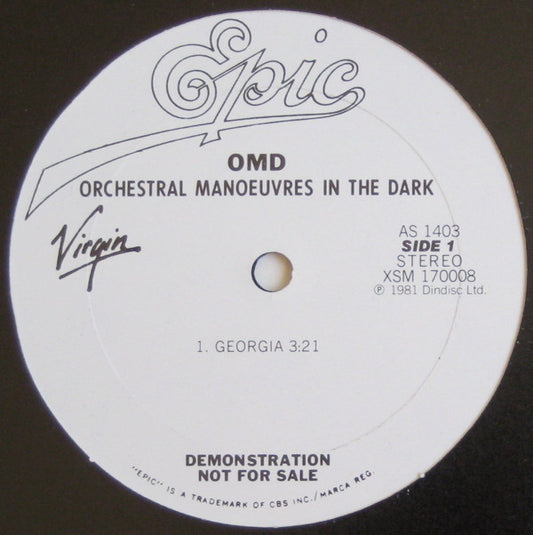 Epic
OMD
ORCHESTRAL MANOEUVRES IN THE DARK
Virgin
AS 1403
SIDE 1
STEREO
XSM 170008
℗ 1981 Dindisc Ltd.
1. GEORGIA 3:21
DEMONSTRATION
NOT FOR SALE
"EPIC" IS A TRADEMARK OF CBS INC./MARCA REG.